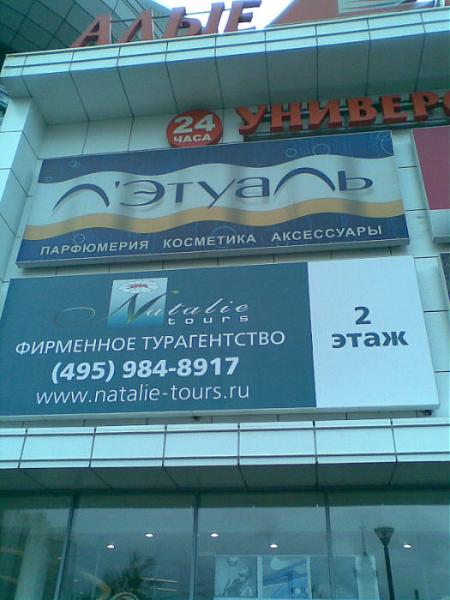 АЛЫЕ
24
ЧАСА
УНИВЕРС
Л'Этуаль
ПАРФЮМЕРИЯ КОСМЕТИКА АКСЕССУАРЫ
Natalie
tours
ФИРМЕННОЕ ТУРАГЕНТСТВО
(495) 984-8917
www.natalie-tours.ru
2
этаж